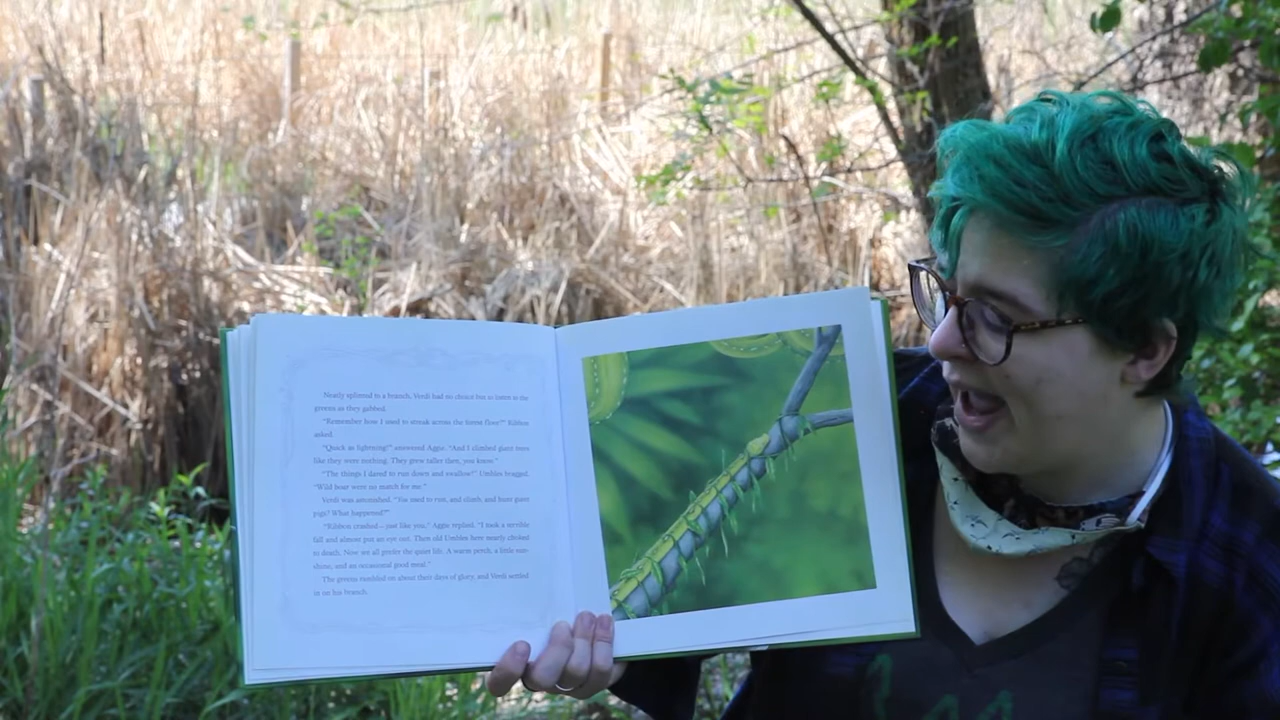 Neatly splinted to a branch, Verdi had no choice but to listen to the
greens as they gabbed.
"Remember how I used to streak across the forest floor?" Ribbon
asked.
"Quick as lightning!" answered Aggie. "And I climbed giant trees
like they were nothing. They grew taller then, you know."
"The things I dared to run down and swallow!" Umbles bragged.
"Wild boar were no match for me."
Verdi was astonished. "You used to run, and climb, and hunt giant
pigs? What happened?"
"Ribbon crashed—just like you," Aggie replied. "I took a terrible
fall and almost put an eye out. Then old Umbles here nearly choked
to death. Now we all prefer the quiet life. A warm perch, a little sun-
shine, and an occasional good meal."
The greens rambled on about their days of glory, and Verdi settled
in on his branch.